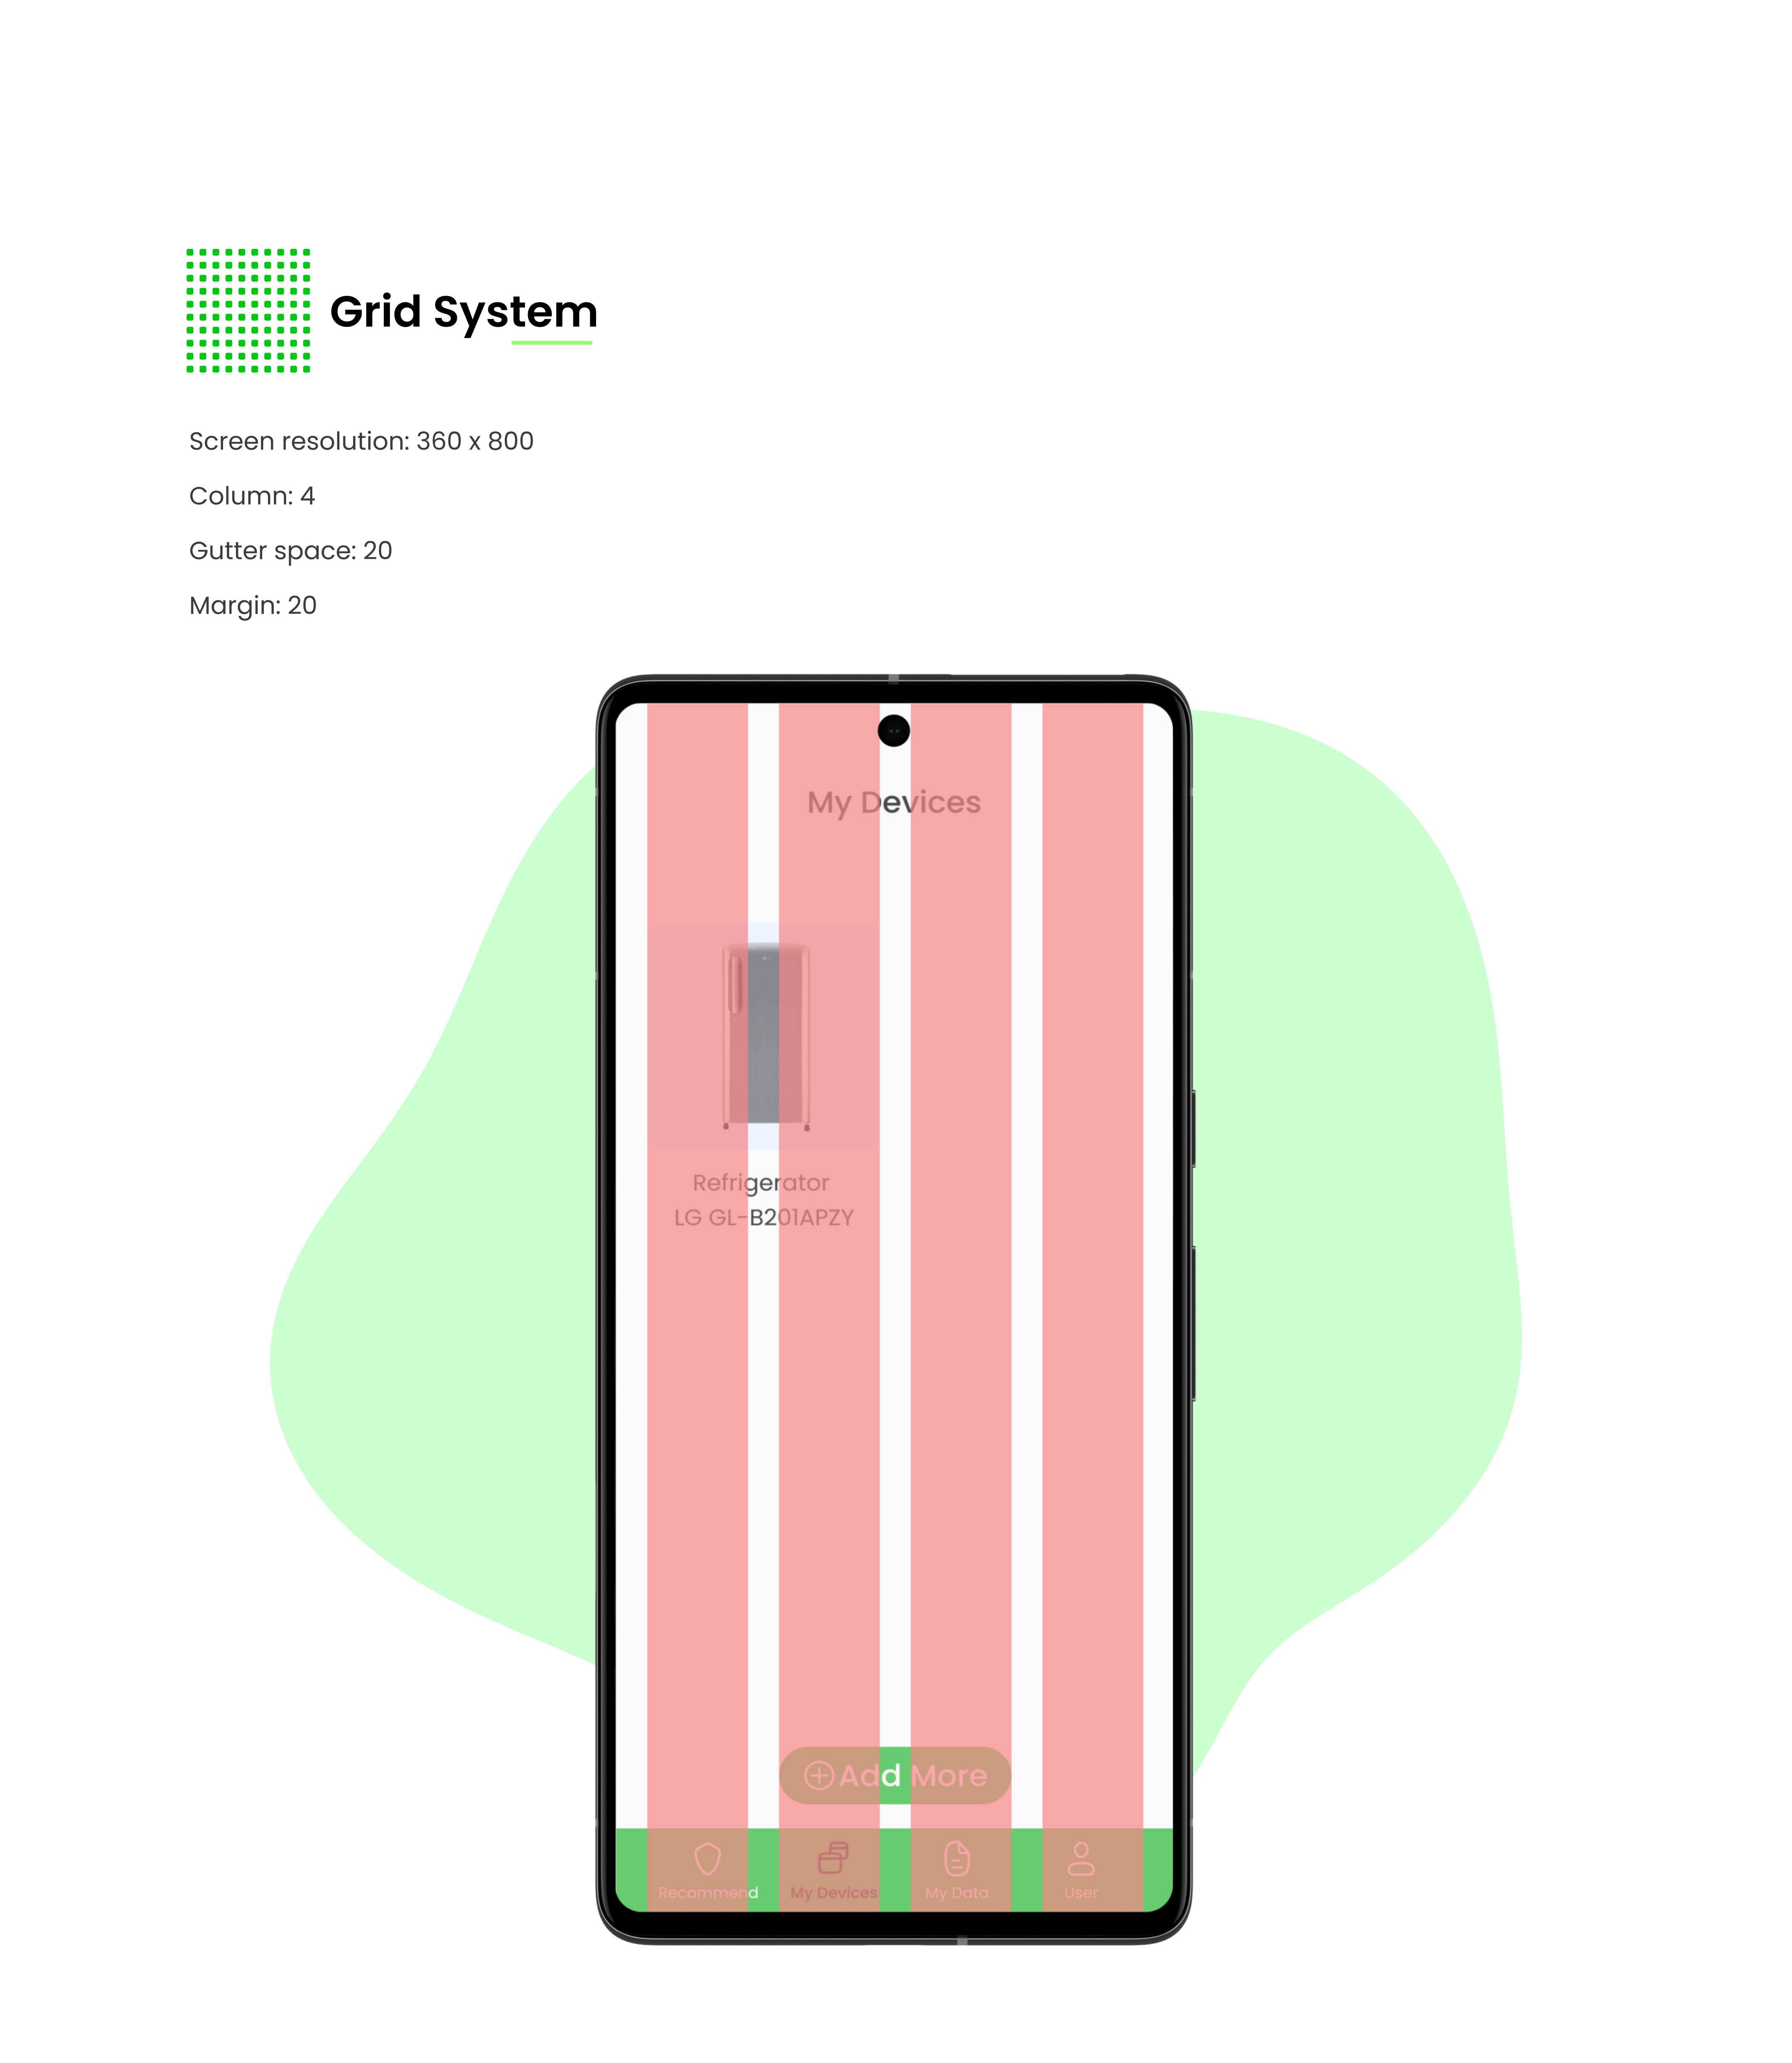 Grid System
Screen resolution: 360 x 800
Column: 4
Gutter space: 20
Margin: 20
My Devices
Refrigerator
LG GL-B201APZY
Add More
Recommend My Devices My Data User